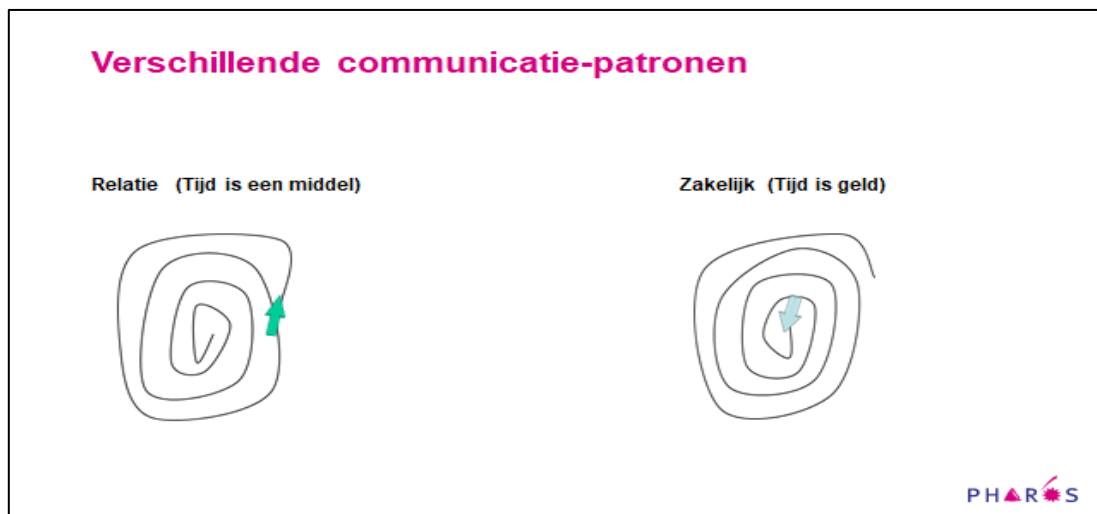 Verschillende communicatie-patronen
Relatie (Tijd is een middel)
Zakelijk (Tijd is geld)
PHAROS